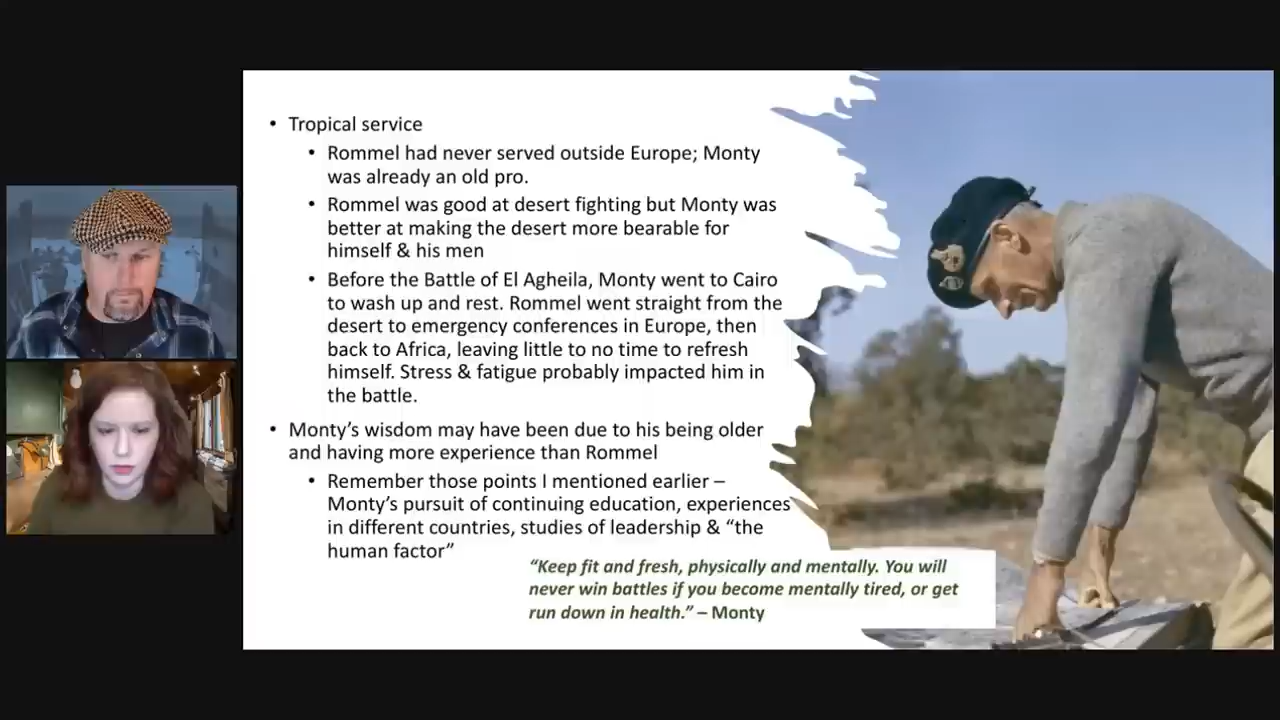 • Tropical service
• Rommel had never served outside Europe; Monty
was already an old pro.
• Rommel was good at desert fighting but Monty was
better at making the desert more bearable for
himself & his men
• Before the Battle of El Agheila, Monty went to Cairo
to wash up and rest. Rommel went straight from the
desert to emergency conferences in Europe, then
back to Africa, leaving little to no time to refresh
himself. Stress & fatigue probably impacted him in
the battle.
• Monty’s wisdom may have been due to his being older
and having more experience than Rommel
• Remember those points I mentioned earlier –
Monty’s pursuit of continuing education, experiences
in different countries, studies of leadership & “the
human factor”
“Keep fit and fresh, physically and mentally. You will
never win battles if you become mentally tired, or get
run down in health.” – Monty